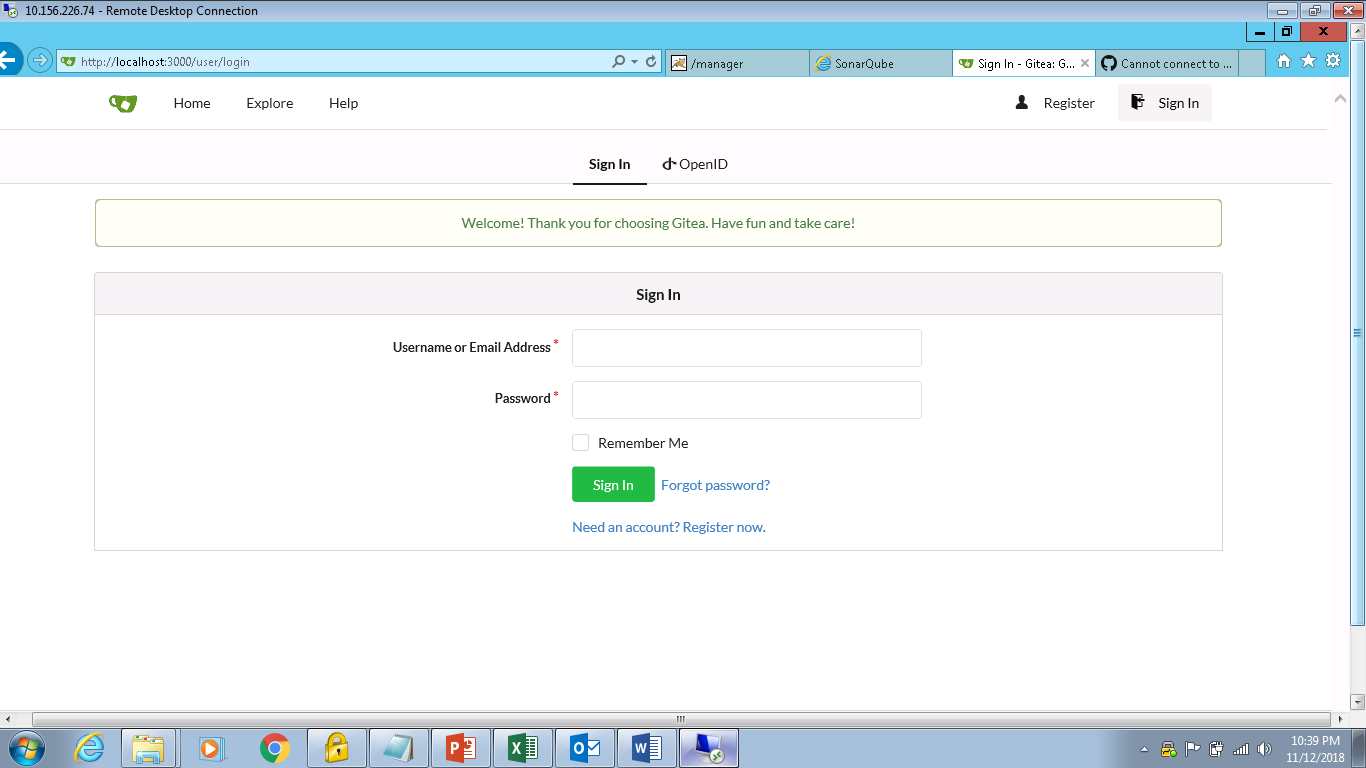 10.156.226.74 - Remote Desktop Connection
http://localhost:3000/user/login
/manager
SonarQube
Sign In - Gitea: G...
Cannot connect to ...
Home Explore Help
Register Sign In
Sign In OpenID
Welcome! Thank you for choosing Gitea. Have fun and take care!
Sign In
Username or Email Address *
Password *
Remember Me
Sign In Forgot password?
Need an account? Register now.
10:39 PM
11/12/2018